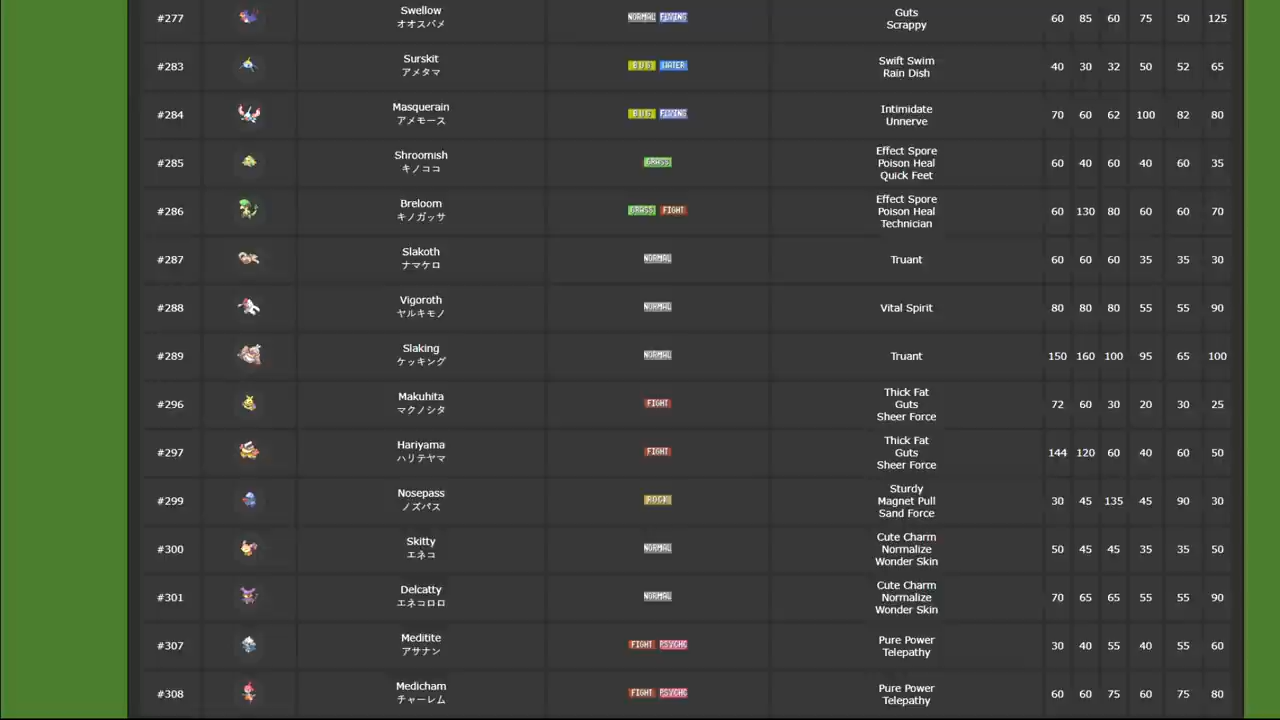 #277 Swellow オオスバメ NORMAL FLYING Guts Scrappy 60 85 60 75 50 125
#283 Surskit アメタマ BUG WATER Swift Swim Rain Dish 40 30 32 50 52 65
#284 Masquerain アメモース BUG FLYING Intimidate Unnerve 70 60 62 100 82 80
#285 Shroomish キノココ GRASS Effect Spore Poison Heal Quick Feet 60 40 60 40 60 35
#286 Breloom キノガッサ GRASS FIGHT Effect Spore Poison Heal Technician 60 130 80 60 60 70
#287 Slakoth ナマケロ NORMAL Truant 60 60 60 35 35 30
#288 Vigoroth ヤルキモノ NORMAL Vital Spirit 80 80 80 55 55 90
#289 Slaking ケッキング NORMAL Truant 150 160 100 95 65 100
#296 Makuhita マクノシタ FIGHT Thick Fat Guts Sheer Force 72 60 30 20 30 25
#297 Hariyama ハリテヤマ FIGHT Thick Fat Guts Sheer Force 144 120 60 40 60 50
#299 Nosepass ノズパス ROCK Sturdy Magnet Pull Sand Force 30 45 135 45 90 30
#300 Skitty エネコ NORMAL Cute Charm Normalize Wonder Skin 50 45 45 35 35 50
#301 Delcatty エネコロロ NORMAL Cute Charm Normalize Wonder Skin 70 65 65 55 55 90
#307 Meditite アサナン FIGHT PSYCHC Pure Power Telepathy 30 40 55 40 55 60
#308 Medicham チャーレム FIGHT PSYCHC Pure Power Telepathy 60 60 75 60 75 80